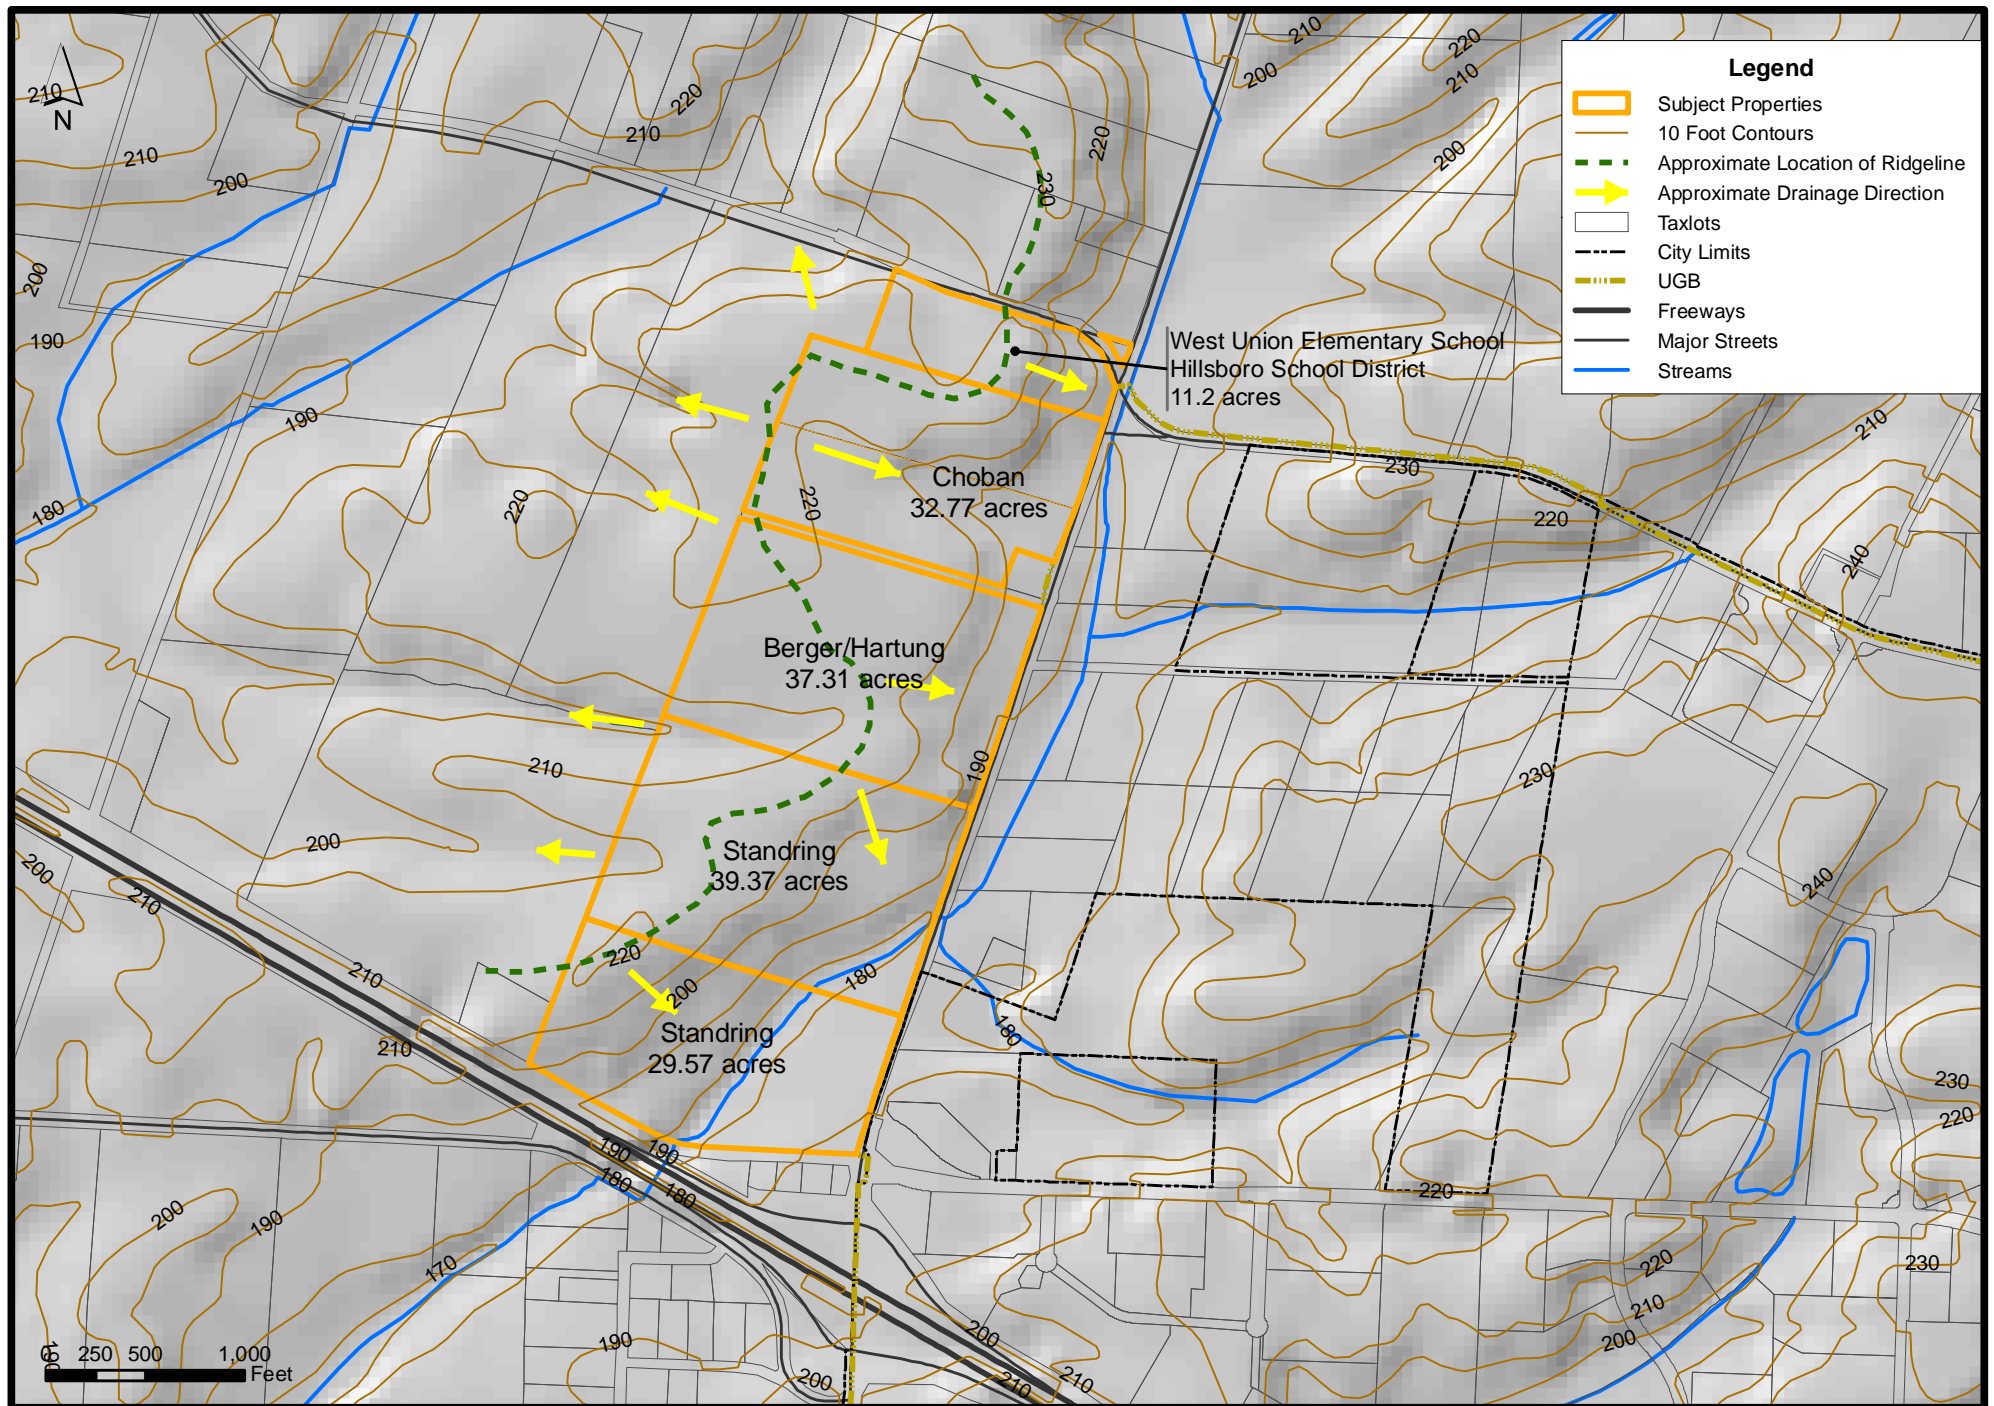 210
220
210
200
Legend
Subject Properties
10 Foot Contours
Approximate Location of Ridgeline
Approximate Drainage Direction
Taxlots
City Limits
UGB
Freeways
Major Streets
Streams
210
N
220
210
220
210
200
210
200
230
200
190
West Union Elementary School
Hillsboro School District
11.2 acres
190
210
230
Choban
32.77 acres
220
220
180
220
240
Berger/Hartung
37.31 acres
210
190
230
200
Standring
39.37 acres
200
240
210
220
180
210
200
180
210
Standring
29.57 acres
230
220
190
190
180
180
220
200
190
170
220
230
210
200
190
200
200
210
210
190
0 250 500 1,000
Feet